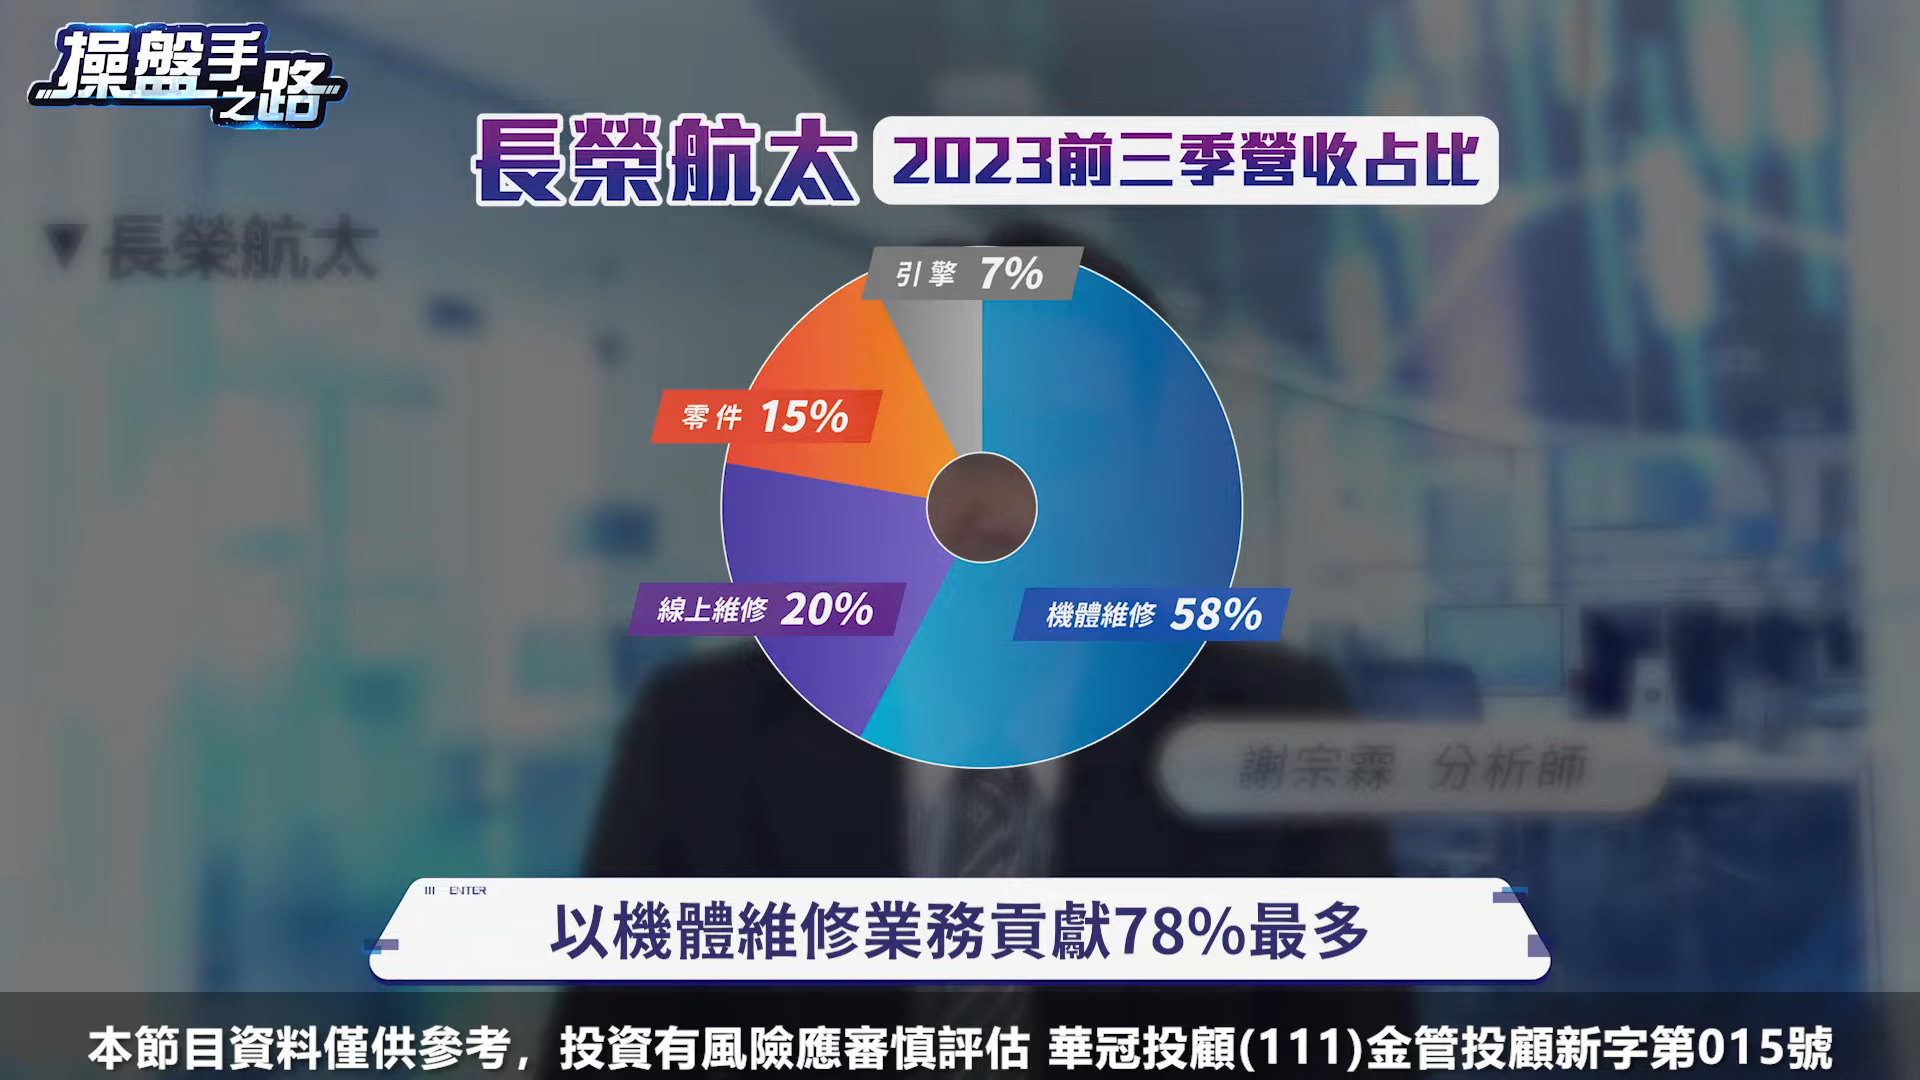 操盤手之路
長榮航太 2023前三季營收占比
▼長榮航太
引擎 7%
零件 15%
線上維修 20%
機體維修 58%
謝宗霖 分析師
III ENTER
以機體維修業務貢獻78%最多
本節目資料僅供參考，投資有風險應審慎評估 華冠投顧(111)金管投顧新字第015號